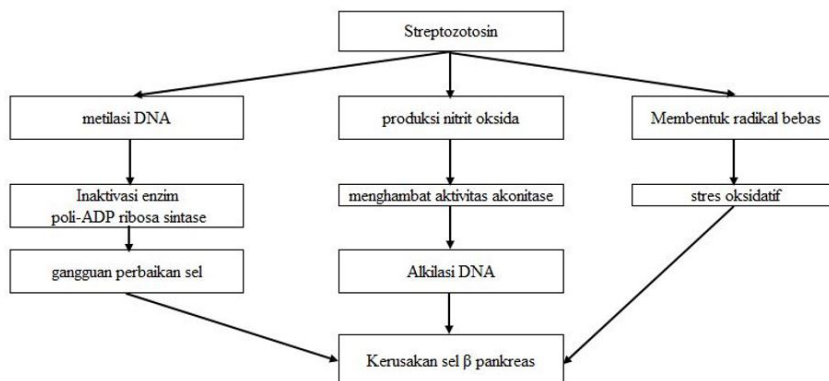 Streptozotosin
metilasi DNA
produksi nitrit oksida
Membentuk radikal bebas
Inaktivasi enzim
poli-ADP ribosa sintase
menghambat aktivitas akonitase
stres oksidatif
gangguan perbaikan sel
Alkilasi DNA
Kerusakan sel β pankreas